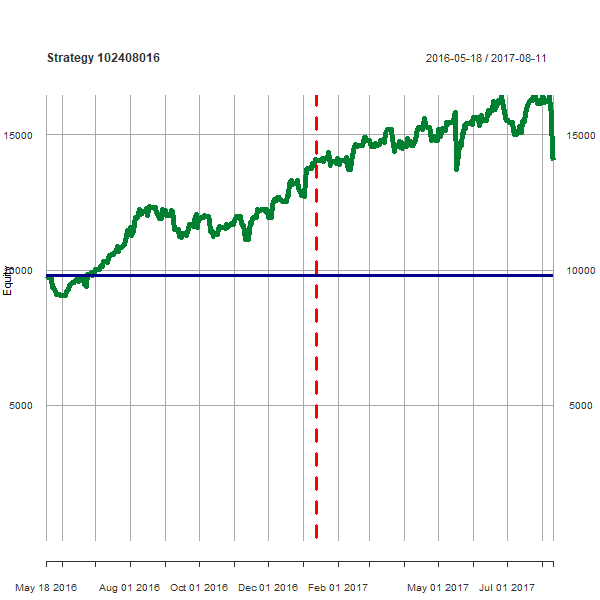 Strategy 102408016
2016-05-18 / 2017-08-11
15000
15000
10000
10000
Equity
5000
5000
May 18 2016
Aug 01 2016
Oct 01 2016
Dec 01 2016
Feb 01 2017
May 01 2017
Jul 01 2017